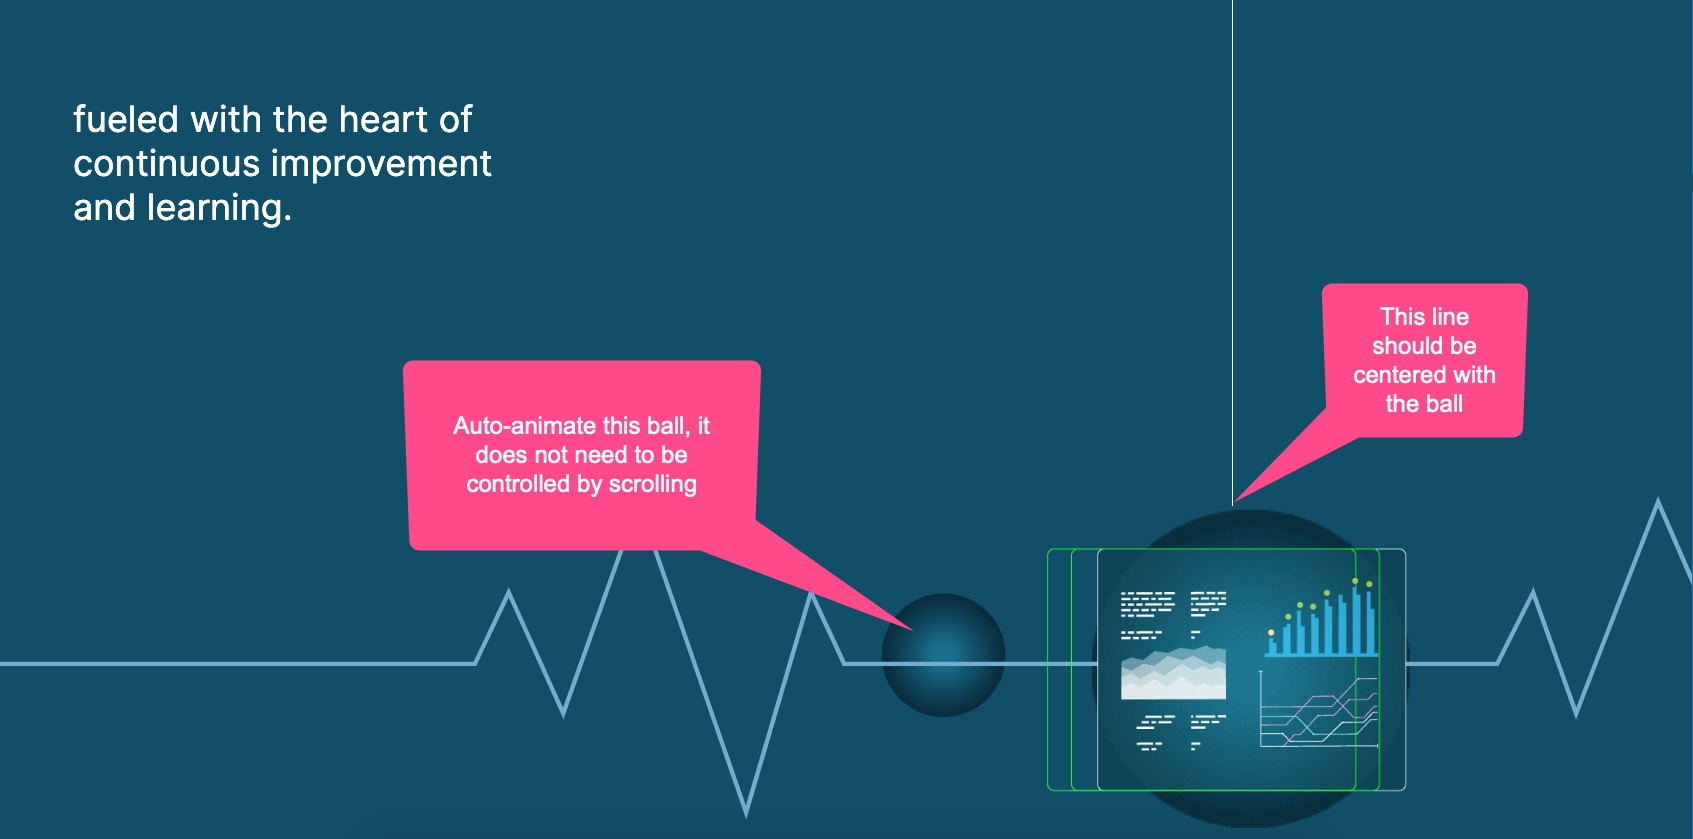 fueled with the heart of
continuous improvement
and learning.
This line
should be
centered with
the ball
Auto-animate this ball, it
does not need to be
controlled by scrolling